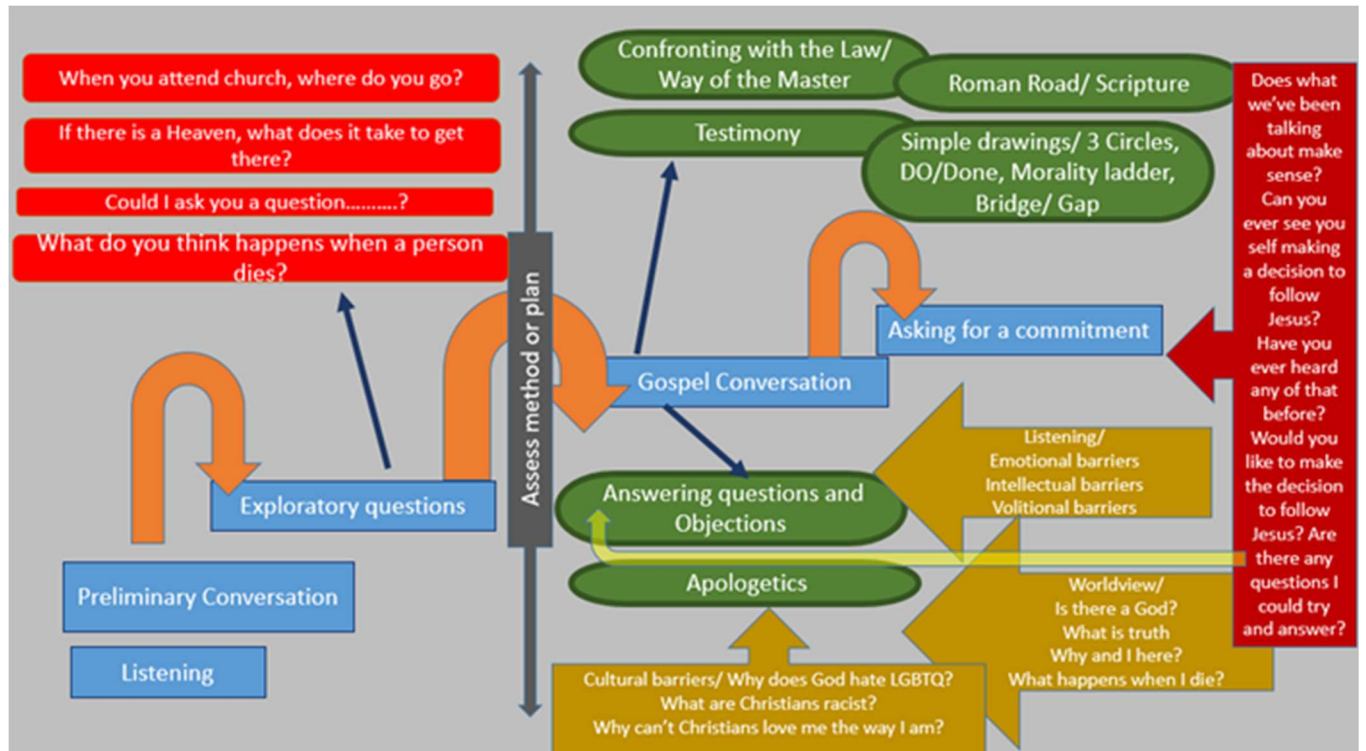 When you attend church, where do you go?
If there is a Heaven, what does it take to get
there?
Could I ask you a question..........?
What do you think happens when a person
dies?
Exploratory questions
Preliminary Conversation
Listening
Assess method or plan
Confronting with the Law/
Way of the Master
Roman Road/ Scripture
Testimony
Simple drawings/ 3 Circles,
DO/Done, Morality ladder,
Bridge/ Gap
Asking for a commitment
Gospel Conversation
Answering questions and
Objections
Apologetics
Listening/
Emotional barriers
Intellectual barriers
Volitional barriers
Worldview/
Is there a God?
What is truth
Why and I here?
What happens when I die?
Cultural barriers/ Why does God hate LGBTQ?
What are Christians racist?
Why can't Christians love me the way I am?
Does what
we've been
talking
about make
sense?
Can you
ever see you
self making
a decision to
follow
Jesus?
Have you
ever heard
any of that
before?
Would you
like to make
the decision
to follow
Jesus? Are
there any
questions I
could try
and answer?